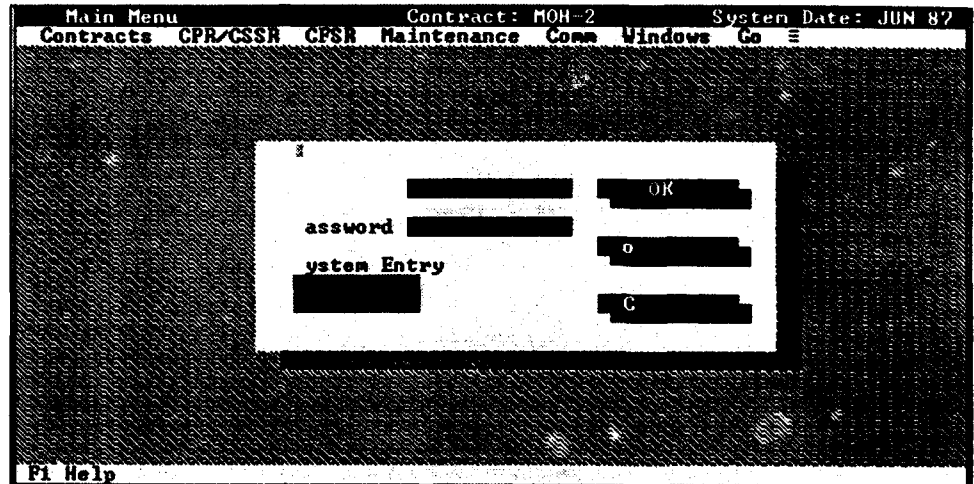 Main Menu Contract: MOH-2 System Date: JUN 87
Contracts CPR/CSSR CFSR Maintenance Comm Windows Go ≡
OK
assword
o
ystem Entry
G
F1 Help